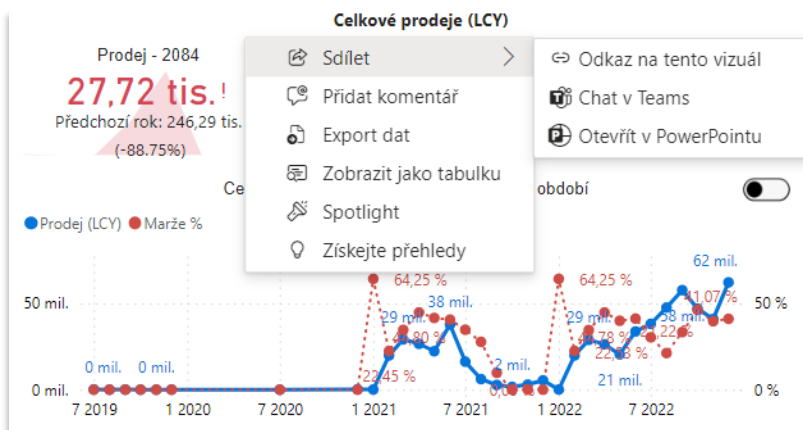 Celkové prodeje (LCY)
Prodej - 2084
27,72 tis.!
Předchozí rok: 246,29 tis.
(-88.75%)
Sdílet
Přidat komentář
Export dat
Zobrazit jako tabulku
Spotlight
Získejte přehledy
Odkaz na tento vizuál
Chat v Teams
Otevřít v PowerPointu
Ce
období
Prodej (LCY) Marže %
62 mil.
64,25 % 64,25 %
41,07 %
50 mil. 38 mil. 50 %
29 mil. 29 mil. 38 mil.
0 mil. 0 mil. 2 mil.
22,45 % 21 mil.
0 mil. 0 %
7 2019 1 2020 7 2020 1 2021 7 2021 1 2022 7 2022